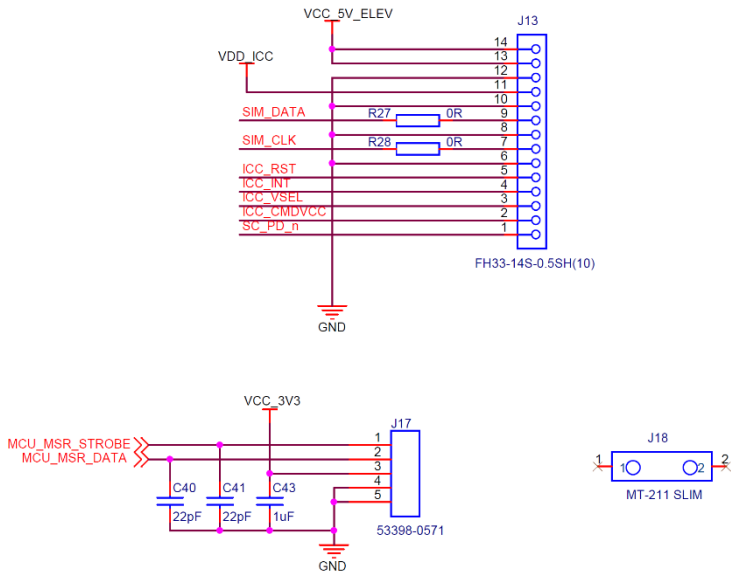 VCC_5V_ELEV
J13
VDD_ICC
14
13
12
11
10
SIM_DATA R27 0R 9
8
SIM_CLK R28 0R 7
6
ICC_RST 5
ICC_INT 4
ICC_VSEL 3
ICC_CMDVCC 2
SC_PD_n 1
FH33-14S-0.5SH(10)
GND
VCC_3V3
J17
MCU_MSR_STROBE 1
MCU_MSR_DATA 2
3
4
5
C40 C41 C43
22pF 22pF 1uF
53398-0571
GND
J18
1 1 2 2
MT-211 SLIM